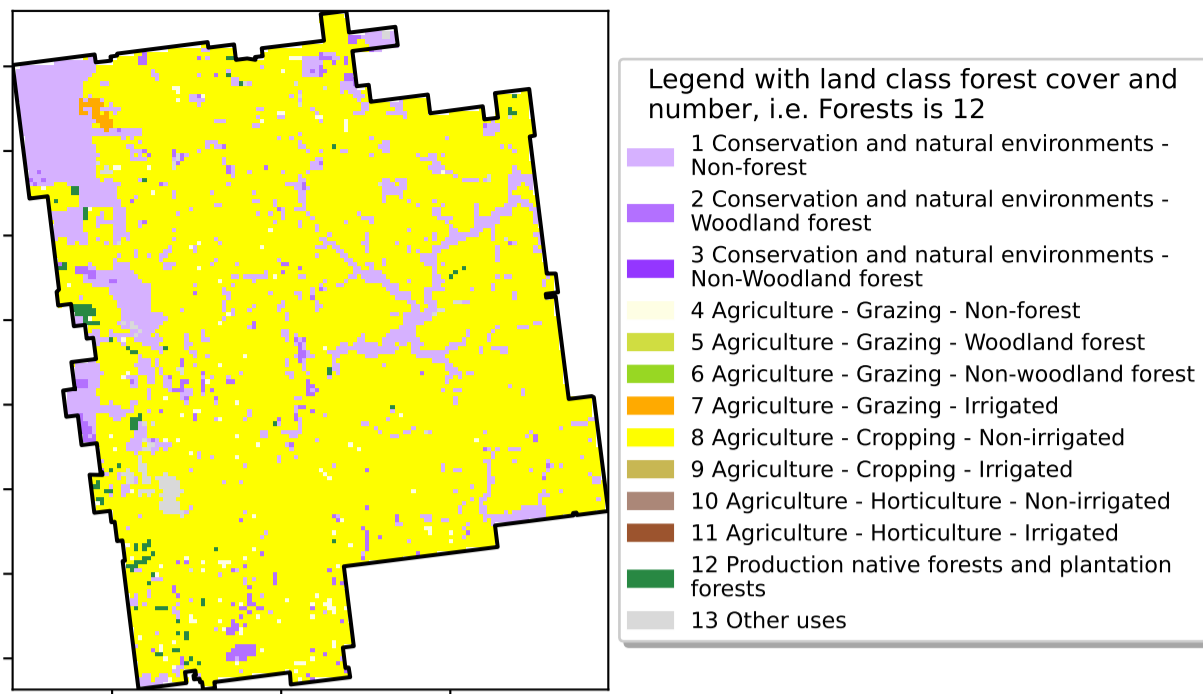 Legend with land class forest cover and
number, i.e. Forests is 12
1 Conservation and natural environments -
Non-forest
2 Conservation and natural environments -
Woodland forest
3 Conservation and natural environments -
Non-Woodland forest
4 Agriculture - Grazing - Non-forest
5 Agriculture - Grazing - Woodland forest
6 Agriculture - Grazing - Non-woodland forest
7 Agriculture - Grazing - Irrigated
8 Agriculture - Cropping - Non-irrigated
9 Agriculture - Cropping - Irrigated
10 Agriculture - Horticulture - Non-irrigated
11 Agriculture - Horticulture - Irrigated
12 Production native forests and plantation
forests
13 Other uses